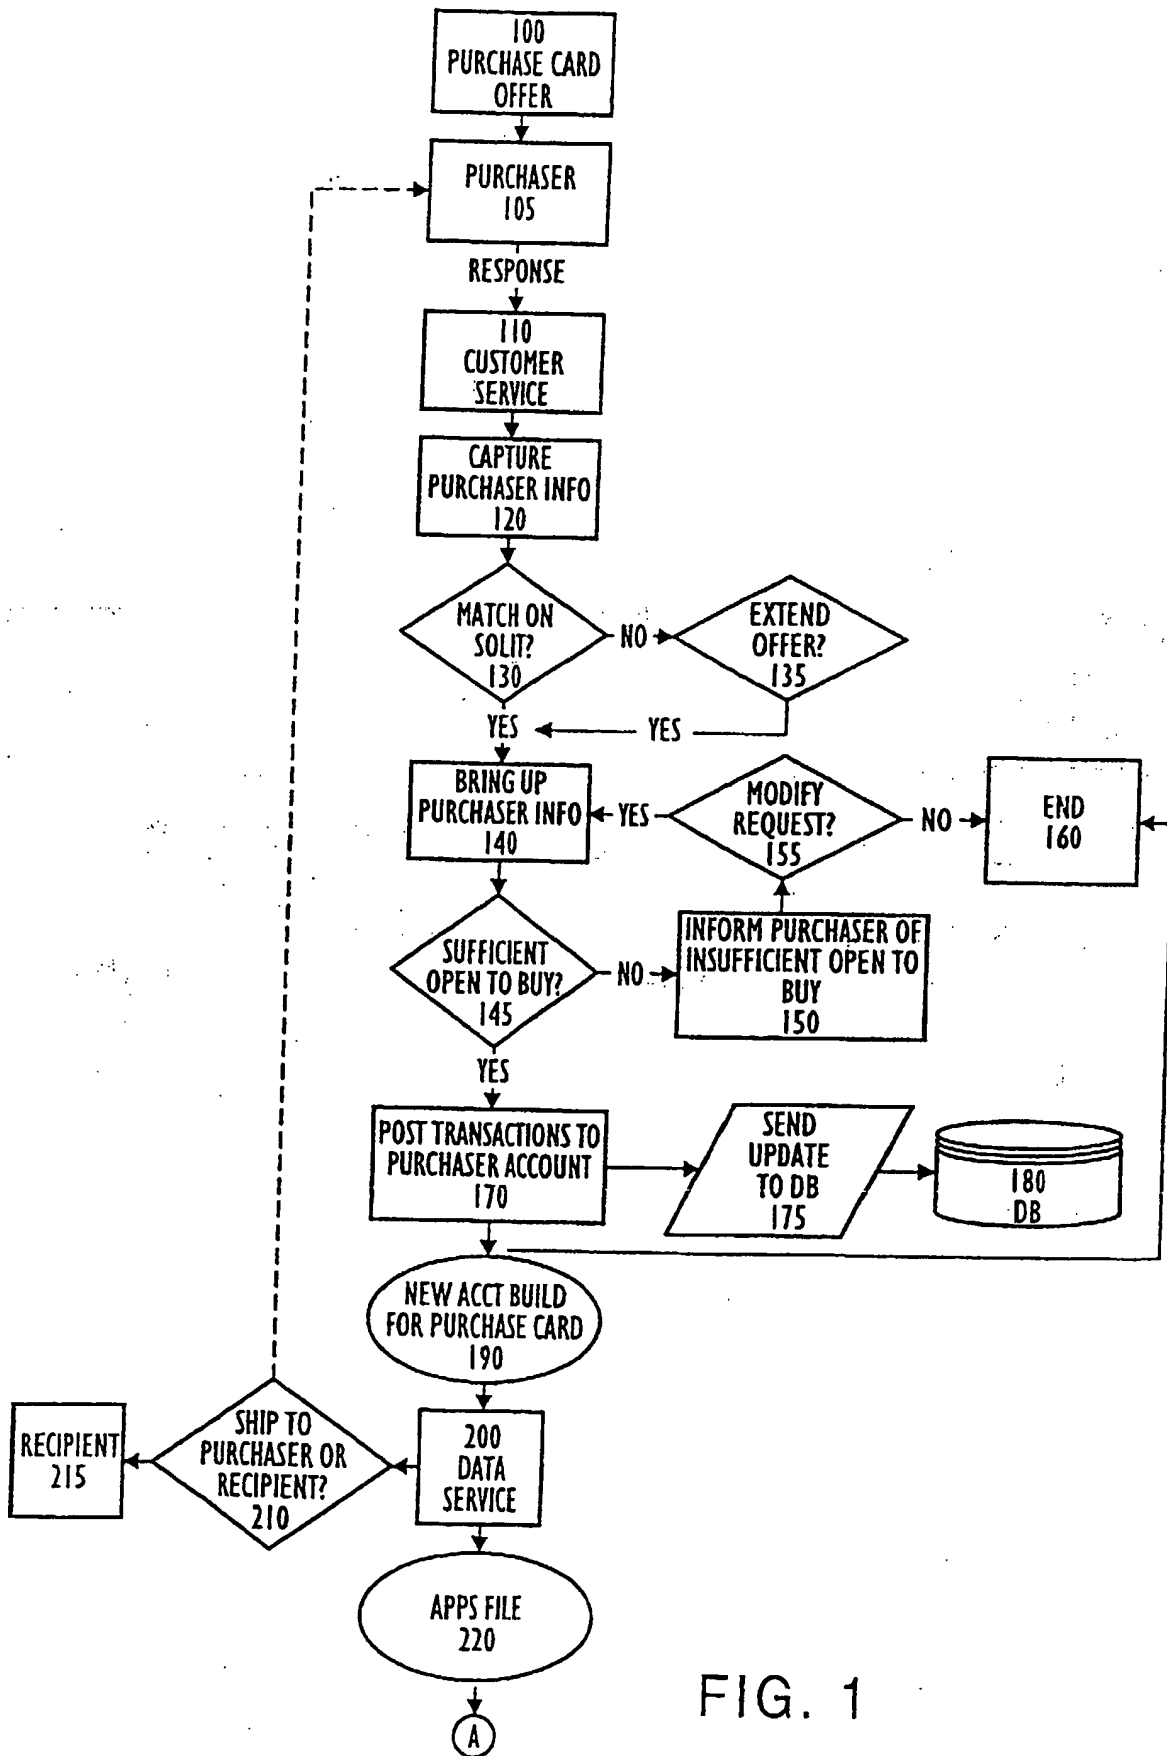 100
PURCHASE CARD
OFFER
PURCHASER
105
RESPONSE
110
CUSTOMER
SERVICE
CAPTURE
PURCHASER INFO
120
MATCH ON
SOLIT?
130
NO
EXTEND
OFFER?
135
YES
YES
BRING UP
PURCHASER INFO
140
YES
MODIFY
REQUEST?
155
NO
END
160
SUFFICIENT
OPEN TO BUY?
145
NO
INFORM PURCHASER OF
INSUFFICIENT OPEN TO
BUY
150
YES
POST TRANSACTIONS TO
PURCHASER ACCOUNT
170
SEND
UPDATE
TO DB
175
180
DB
NEW ACCT BUILD
FOR PURCHASE CARD
190
RECIPIENT
215
SHIP TO
PURCHASER OR
RECIPIENT?
210
200
DATA
SERVICE
APPS FILE
220
A
FIG. 1